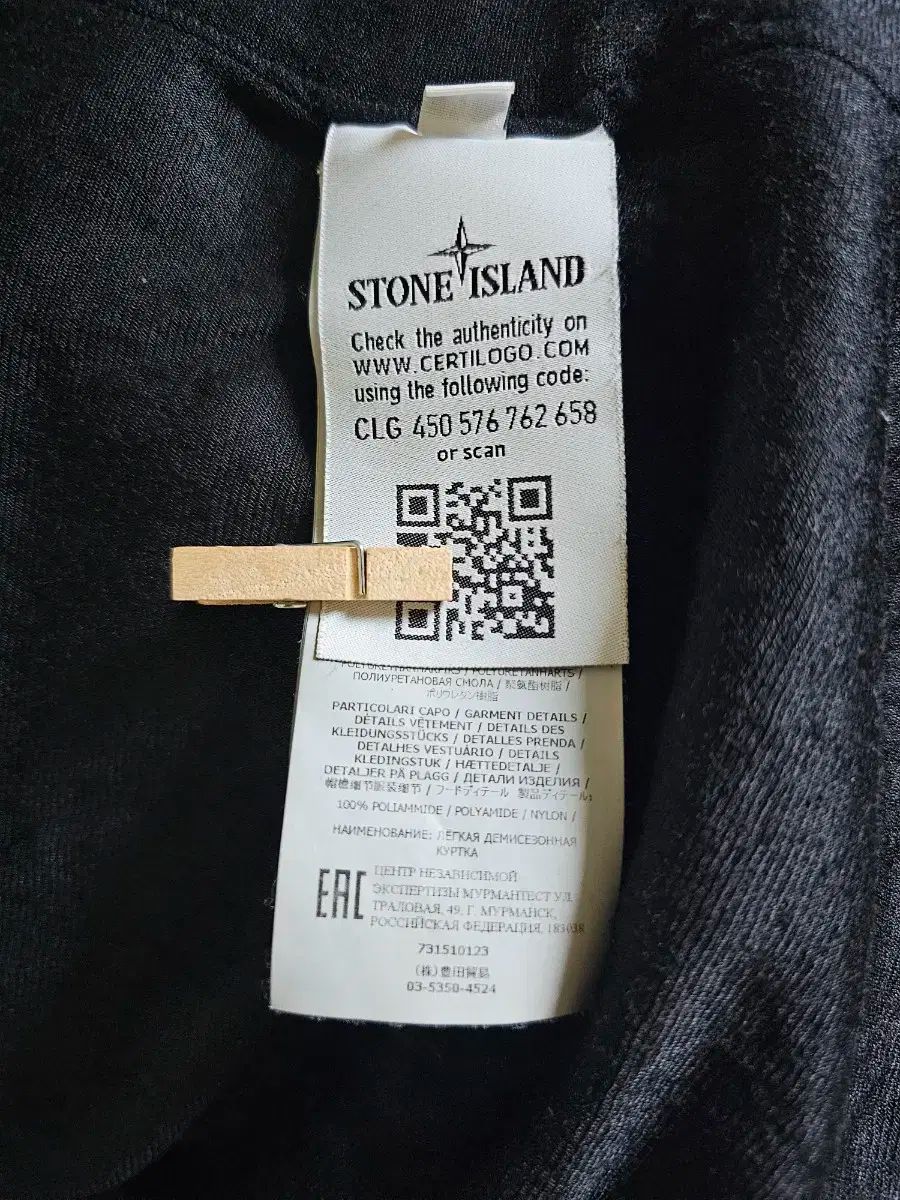 STONE ISLAND
Check the authenticity on
WWW.CERTILOGO.COM
using the following code:
CLG 450 576 762 658
or scan
ПОЛИУРЕТАНОВАЯ СМОЛА / 聚氨酯树脂 /
ポリウレタン樹脂
PARTICOLARI CAPO / GARMENT DETAILS /
DÉTAILS VÊTEMENT / DETAILS DES
KLEIDUNGSSTÜCKS / DETALLES PRENDA /
DETALHES VESTUÁRIO / DETAILS
KLEDINGSTUK / HÆTTEDETALJE /
DETALJER PÅ PLAGG / ДЕТАЛИ ИЗДЕЛИЯ /
帽檐细节服装细节 / フードディテール 製品ディテール:
100% POLIAMMIDE / POLYAMIDE / NYLON /
НАИМЕНОВАНИЕ: ЛЕГКАЯ ДЕМИСЕЗОННАЯ
КУРТКА
EAC
ЦЕНТР НЕЗАВИСИМОЙ
ЭКСПЕРТИЗЫ МУРМАНТЕСТ УЛ.
ТРАЛОВАЯ, 49, Г. МУРМАНСК,
РОССИЙСКАЯ ФЕДЕРАЦИЯ, 183038
731510123
(株)豊田貿易
03-5350-4524